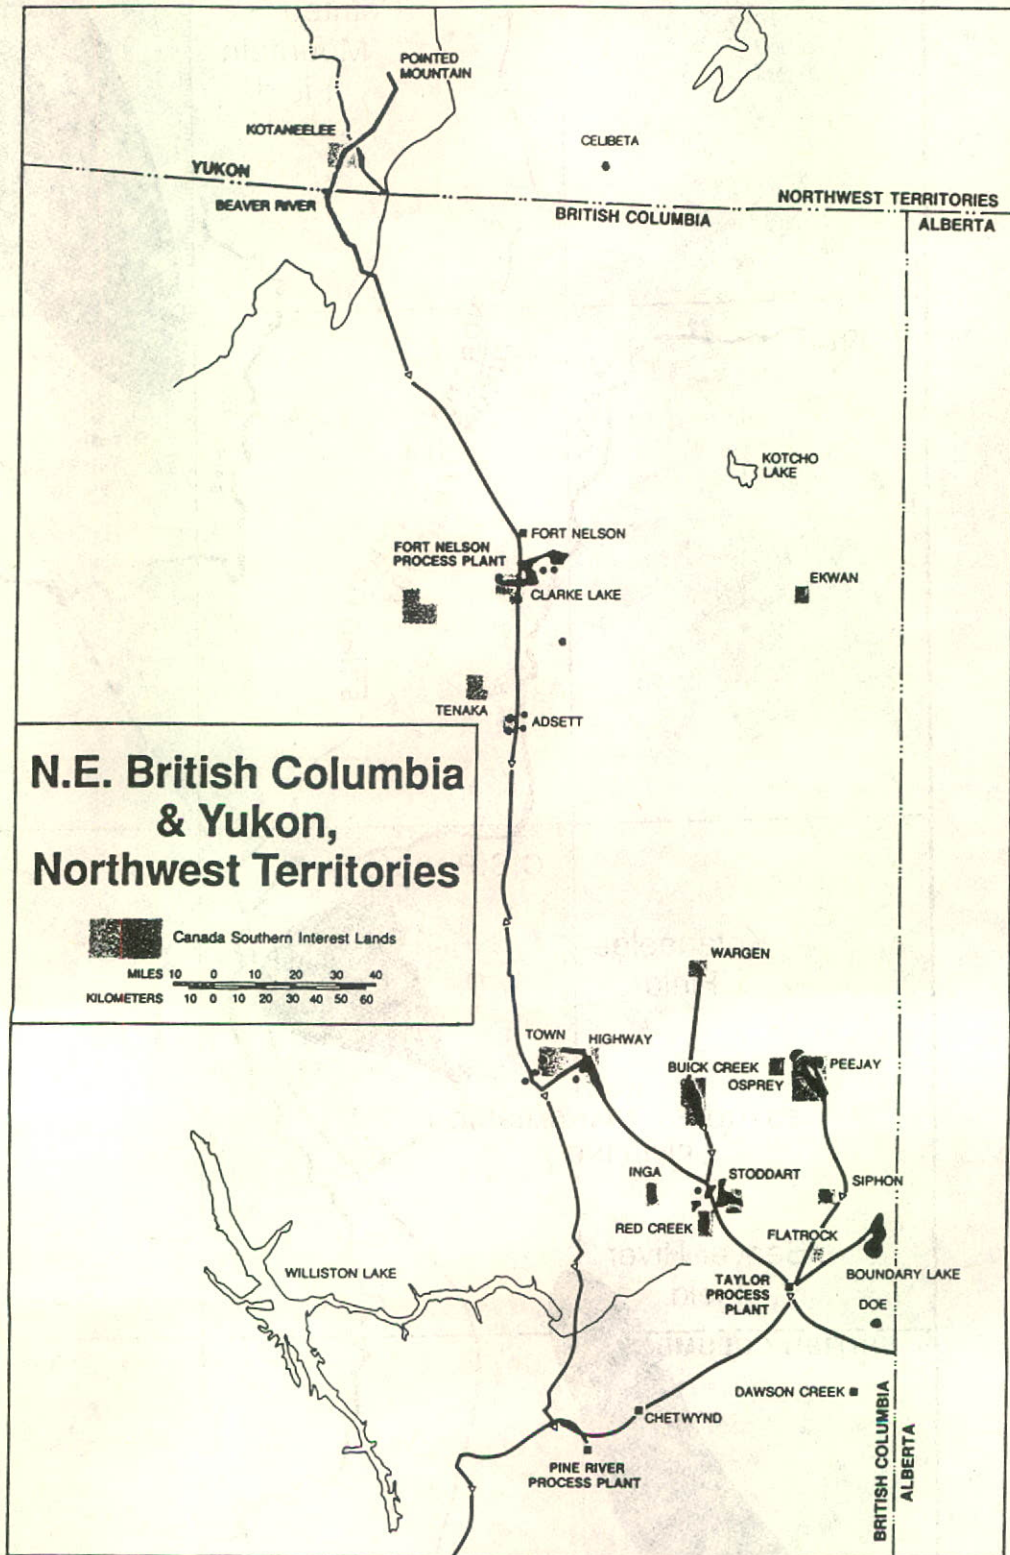 POINTED
MOUNTAIN
KOTANEELEE
CELIBETA
YUKON
NORTHWEST TERRITORIES
BEAVER RIVER
BRITISH COLUMBIA
ALBERTA
KOTCHO
LAKE
FORT NELSON
FORT NELSON
PROCESS PLANT
EKWAN
CLARKE LAKE
TENAKA
ADSETT
N.E. British Columbia
& Yukon,
Northwest Territories
Canada Southern Interest Lands
MILES 10 0 10 20 30 40
KILOMETERS 10 0 10 20 30 40 50 60
WARGEN
TOWN
HIGHWAY
BUICK CREEK
PEEJAY
OSPREY
INGA
STODDART
SIPHON
RED CREEK
FLATROCK
WILLISTON LAKE
BOUNDARY LAKE
TAYLOR
PROCESS
PLANT
DOE
DAWSON CREEK
CHETWYND
PINE RIVER
PROCESS PLANT
BRITISH COLUMBIA
ALBERTA